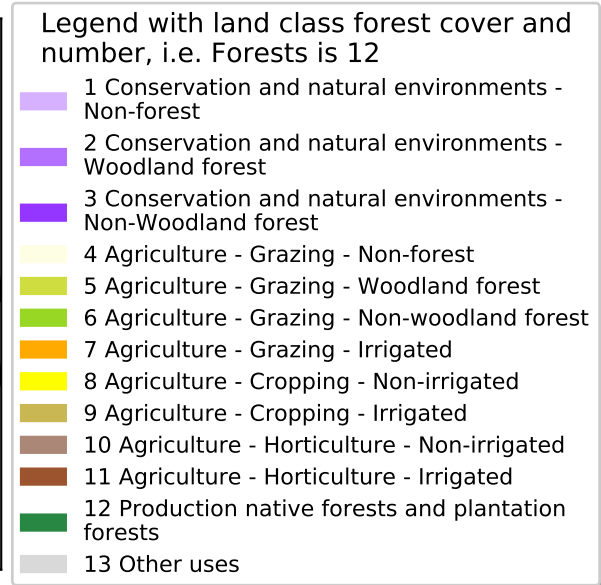 Legend with land class forest cover and
number, i.e. Forests is 12
1 Conservation and natural environments -
Non-forest
2 Conservation and natural environments -
Woodland forest
3 Conservation and natural environments -
Non-Woodland forest
4 Agriculture - Grazing - Non-forest
5 Agriculture - Grazing - Woodland forest
6 Agriculture - Grazing - Non-woodland forest
7 Agriculture - Grazing - Irrigated
8 Agriculture - Cropping - Non-irrigated
9 Agriculture - Cropping - Irrigated
10 Agriculture - Horticulture - Non-irrigated
11 Agriculture - Horticulture - Irrigated
12 Production native forests and plantation
forests
13 Other uses